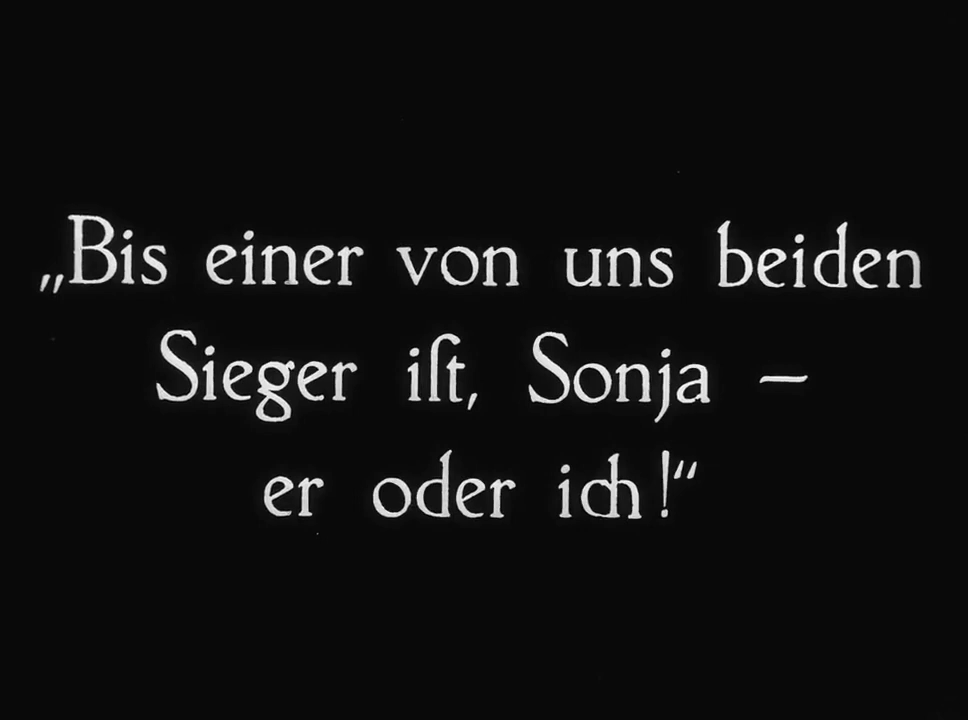 „Bis einer von uns beiden
Sieger iſt, Sonja –
er oder ich!“